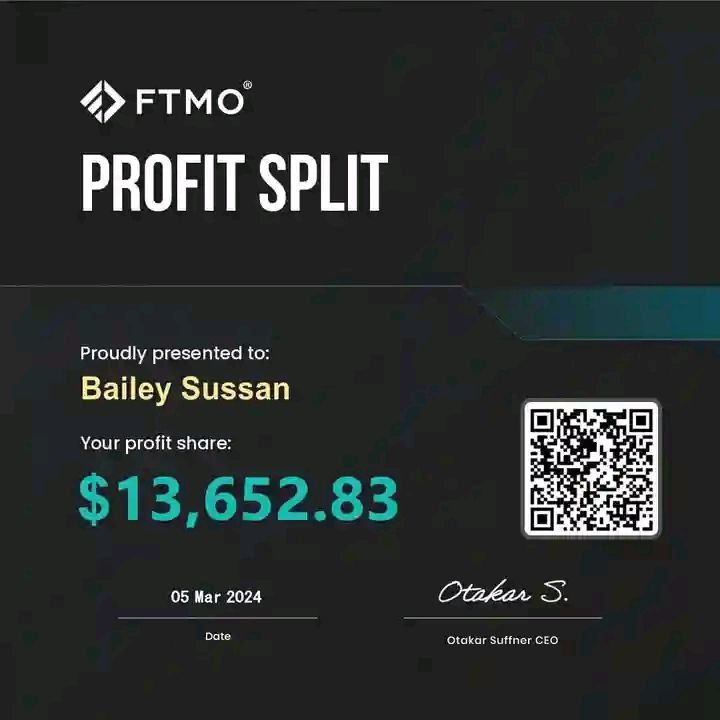 FTMO®
PROFIT SPLIT
Proudly presented to:
Bailey Sussan
Your profit share:
$13,652.83
05 Mar 2024
Otakar S.
Date
Otakar Suffner CEO